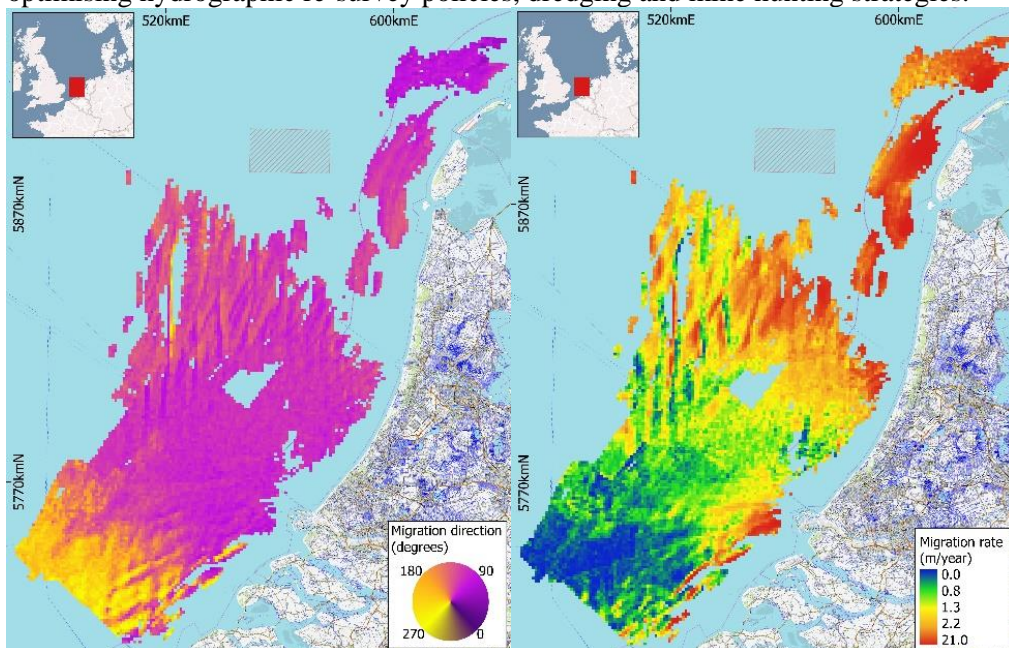 optimising hydrographic re-survey policies, dredging and mine hunting strategies.
520kmE
600kmE
520kmE
600kmE
5870kmN
5870kmN
5770kmN
5770kmN
Migration direction
(degrees)
180
90
270
0
Migration rate
(m/year)
0.0
0.8
1.3
2.2
21.0